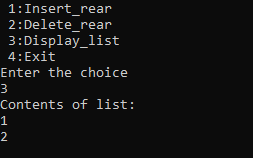 1:Insert_rear
2:Delete_rear
3:Display_list
4:Exit
Enter the choice
3
Contents of list:
1
2